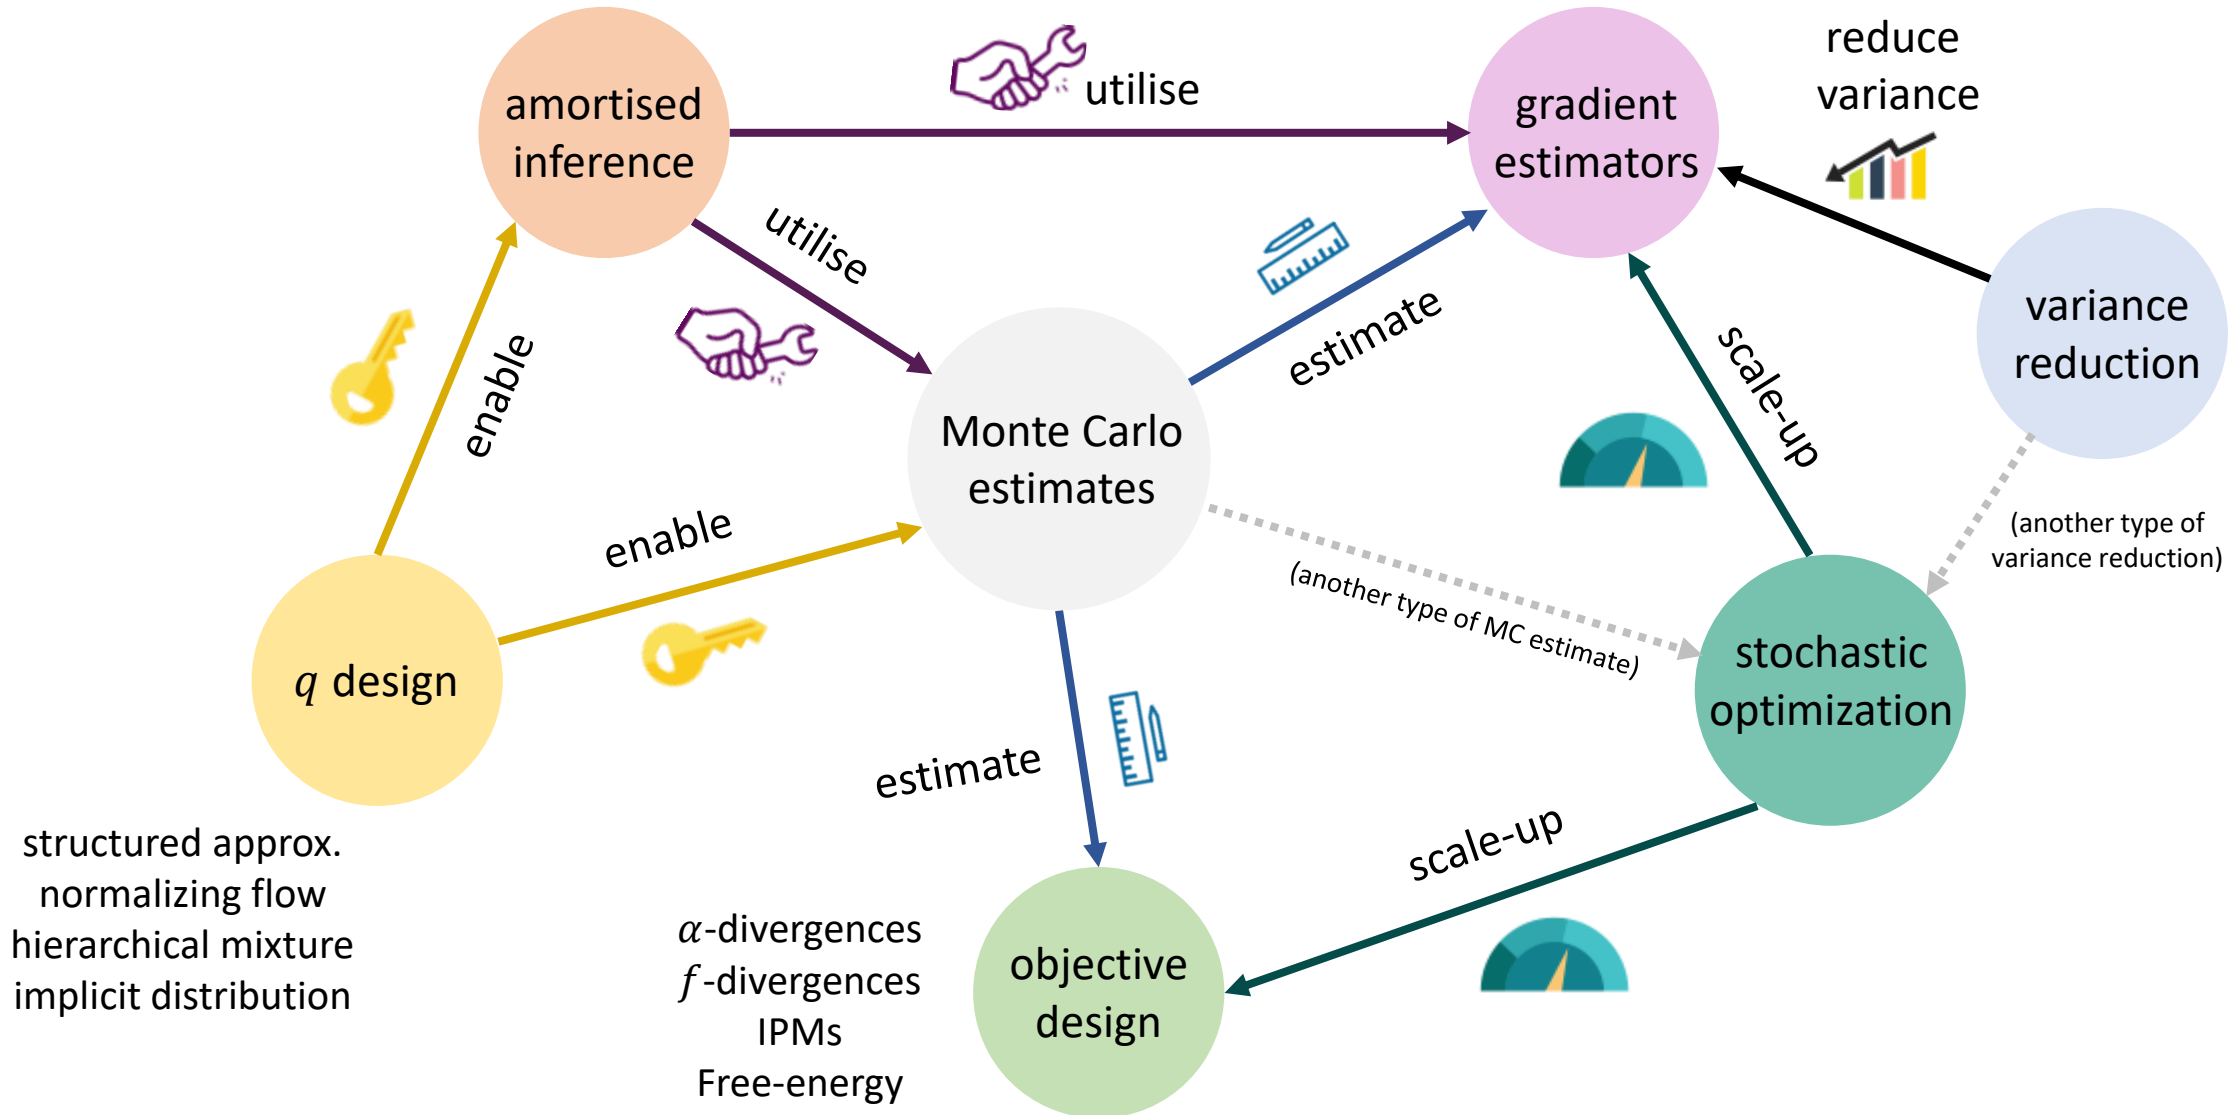 amortised
inference
utilise
gradient
estimators
reduce
variance
utilise
enable
estimate
scale-up
variance
reduction
Monte Carlo
estimates
enable
(another type of
variance reduction)
(another type of MC estimate)
q design
stochastic
optimization
structured approx.
normalizing flow
hierarchical mixture
implicit distribution
estimate
scale-up
α-divergences
f-divergences
IPMs
Free-energy
objective
design